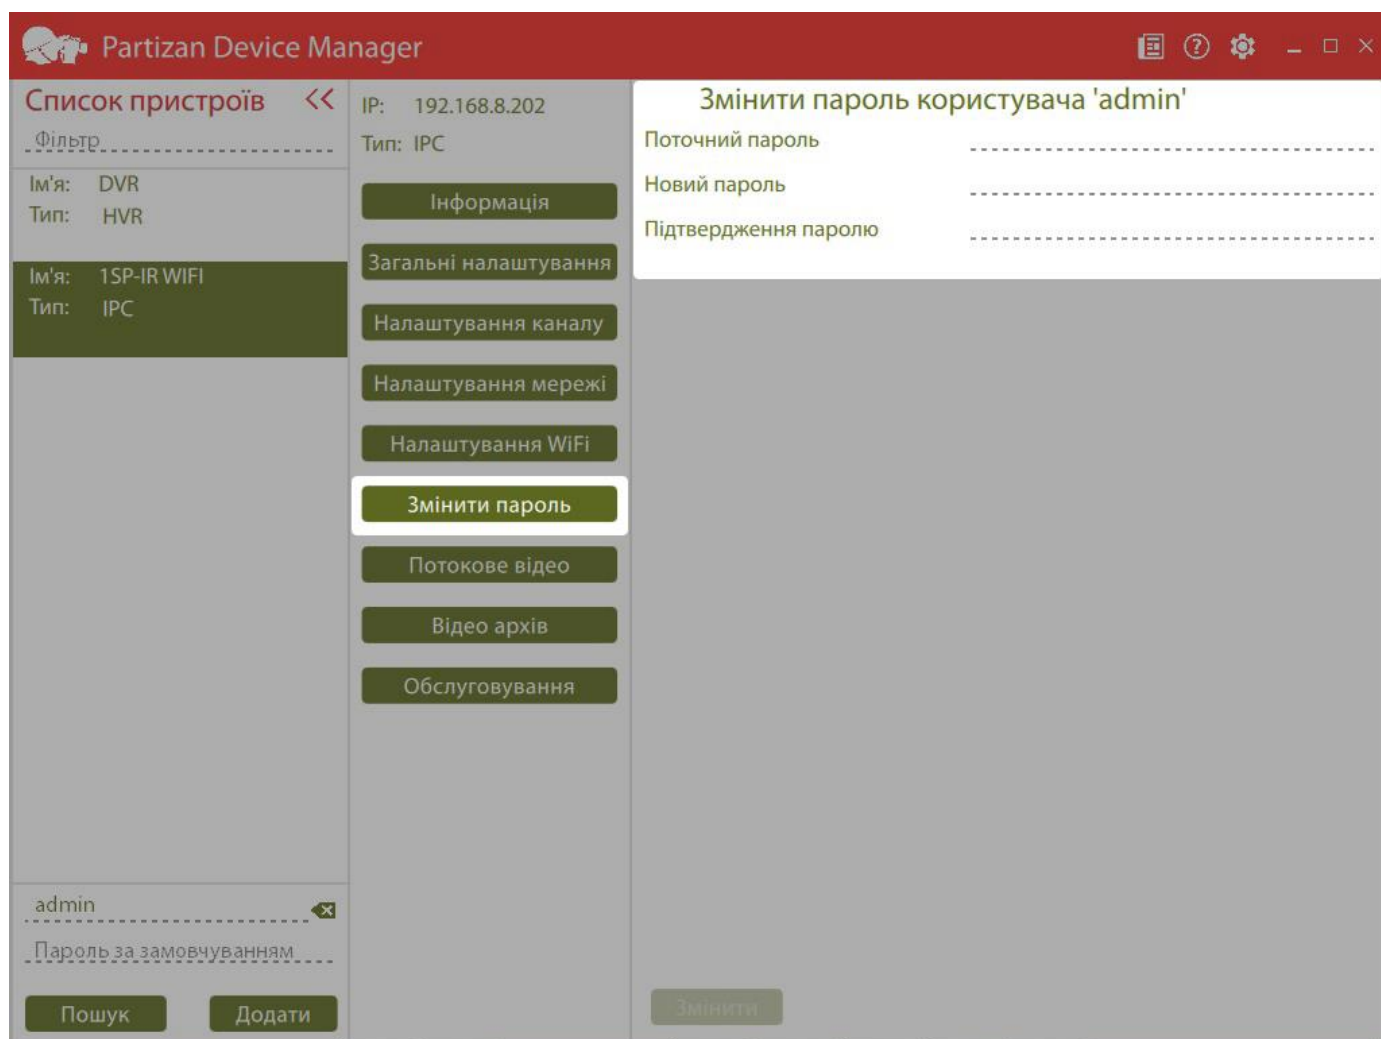 Partizan Device Manager
Список пристроїв <<
Фільтр
Ім'я: DVR
Тип: HVR
Ім'я: 1SP-IR WIFI
Тип: IPC
admin
Пароль за замовчуванням
Пошук Додати
IP: 192.168.8.202
Тип: IPC
Інформація
Загальні налаштування
Налаштування каналу
Налаштування мережі
Налаштування WiFi
Змінити пароль
Потокове відео
Відео архів
Обслуговування
Змінити пароль користувача 'admin'
Поточний пароль
Новий пароль
Підтвердження паролю
Змінити